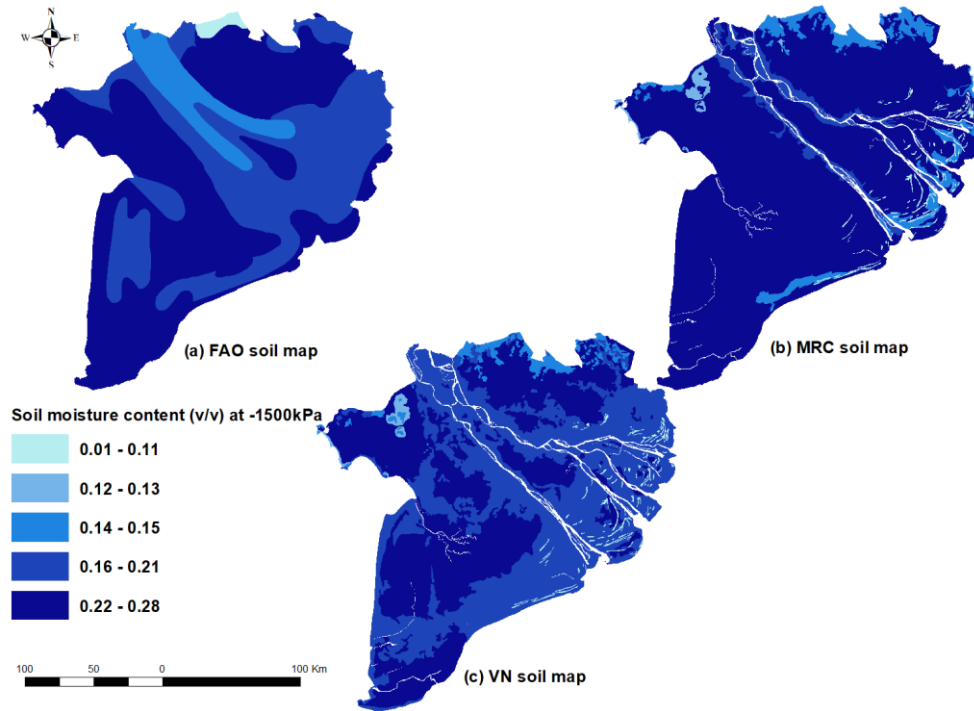 N
W E
S
(a) FAO soil map
(b) MRC soil map
Soil moisture content (v/v) at -1500kPa
0.01 - 0.11
0.12 - 0.13
0.14 - 0.15
0.16 - 0.21
0.22 - 0.28
100 50 0 100 Km
(c) VN soil map